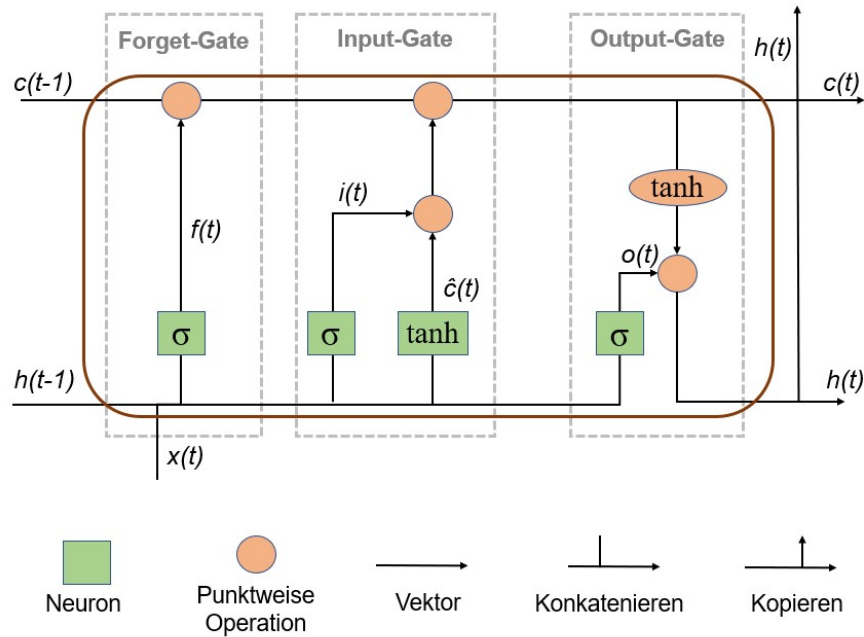 Forget-Gate
Input-Gate
Output-Gate
h(t)
c(t-1)
c(t)
tanh
i(t)
f(t)
o(t)
ĉ(t)
σ
σ
tanh
σ
h(t-1)
h(t)
x(t)
Neuron
Punktweise
Operation
Vektor
Konkatenieren
Kopieren